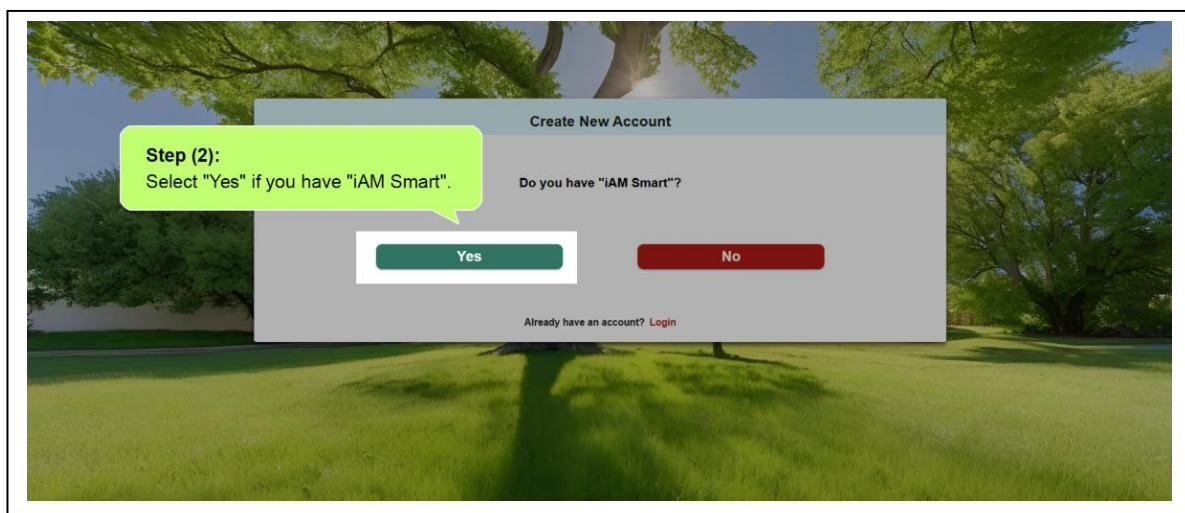 Create New Account
Step (2):
Select "Yes" if you have "iAM Smart".
Do you have "iAM Smart"?
Yes
No
Already have an account? Login